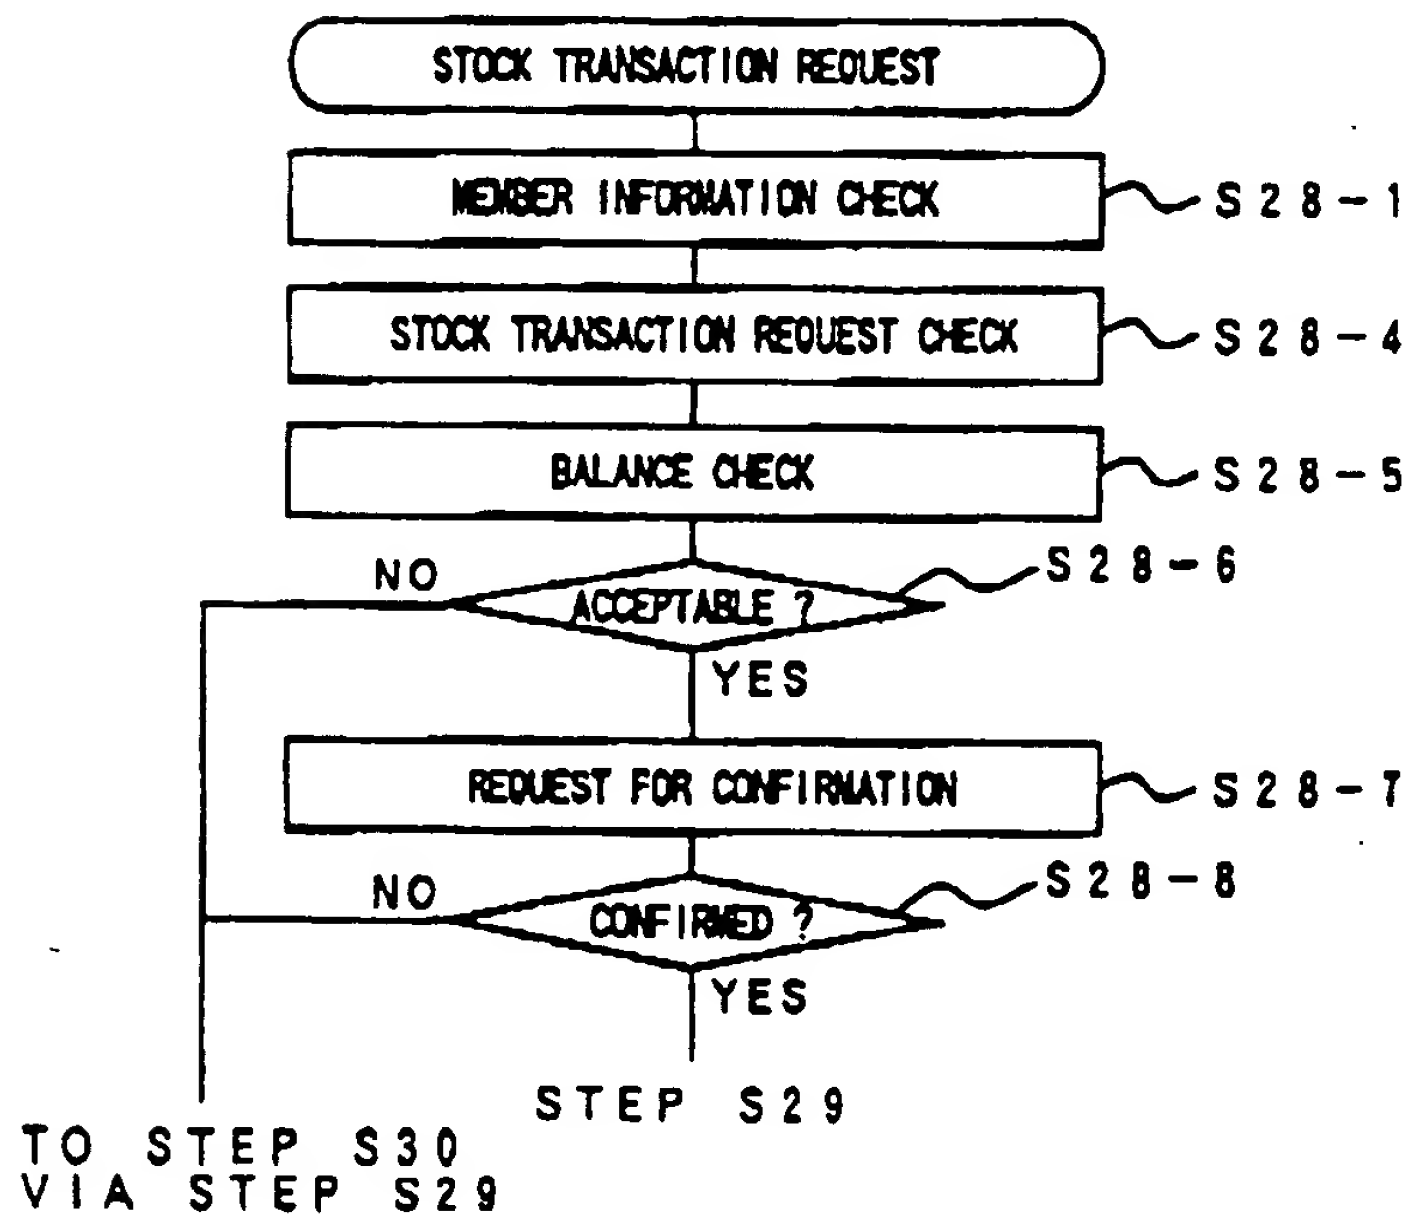 STOCK TRANSACTION REQUEST
MEMBER INFORMATION CHECK
S28-1
STOCK TRANSACTION REQUEST CHECK
S28-4
BALANCE CHECK
S28-5
NO
S28-6
ACCEPTABLE ?
YES
REQUEST FOR CONFIRMATION
S28-7
NO
S28-8
CONFIRMED ?
YES
STEP S29
TO STEP S30
VIA STEP S29